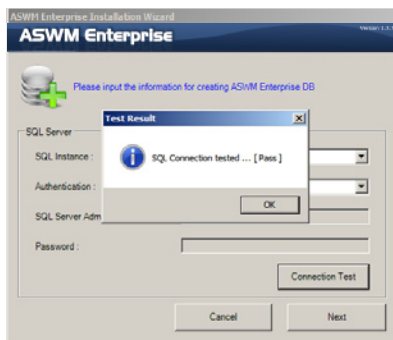 ASWM Enterprise Installation Wizard
ASWM Enterprise
Please input the information for creating ASWM Enterprise DB
Test Result
SQL Server
SQL Instance :
SQL Connection tested ... [ Pass ]
Authentication :
OK
SQL Server Adm
Password :
Connection Test
Cancel
Next